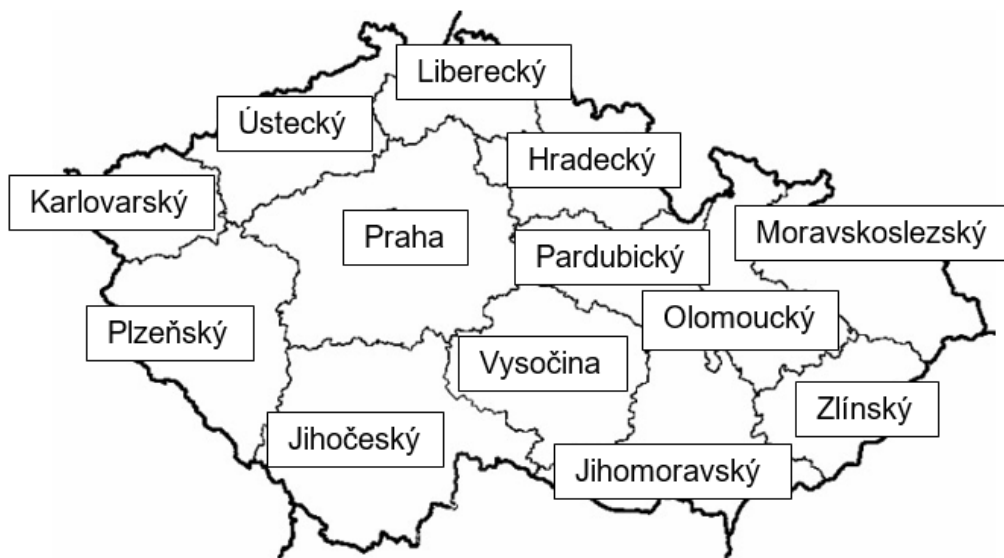 Liberecký
Ústecký
Hradecký
Karlovarský
Praha
Moravskoslezský
Pardubický
Olomoucký
Plzeňský
Vysočina
Zlínský
Jihočeský
Jihomoravský